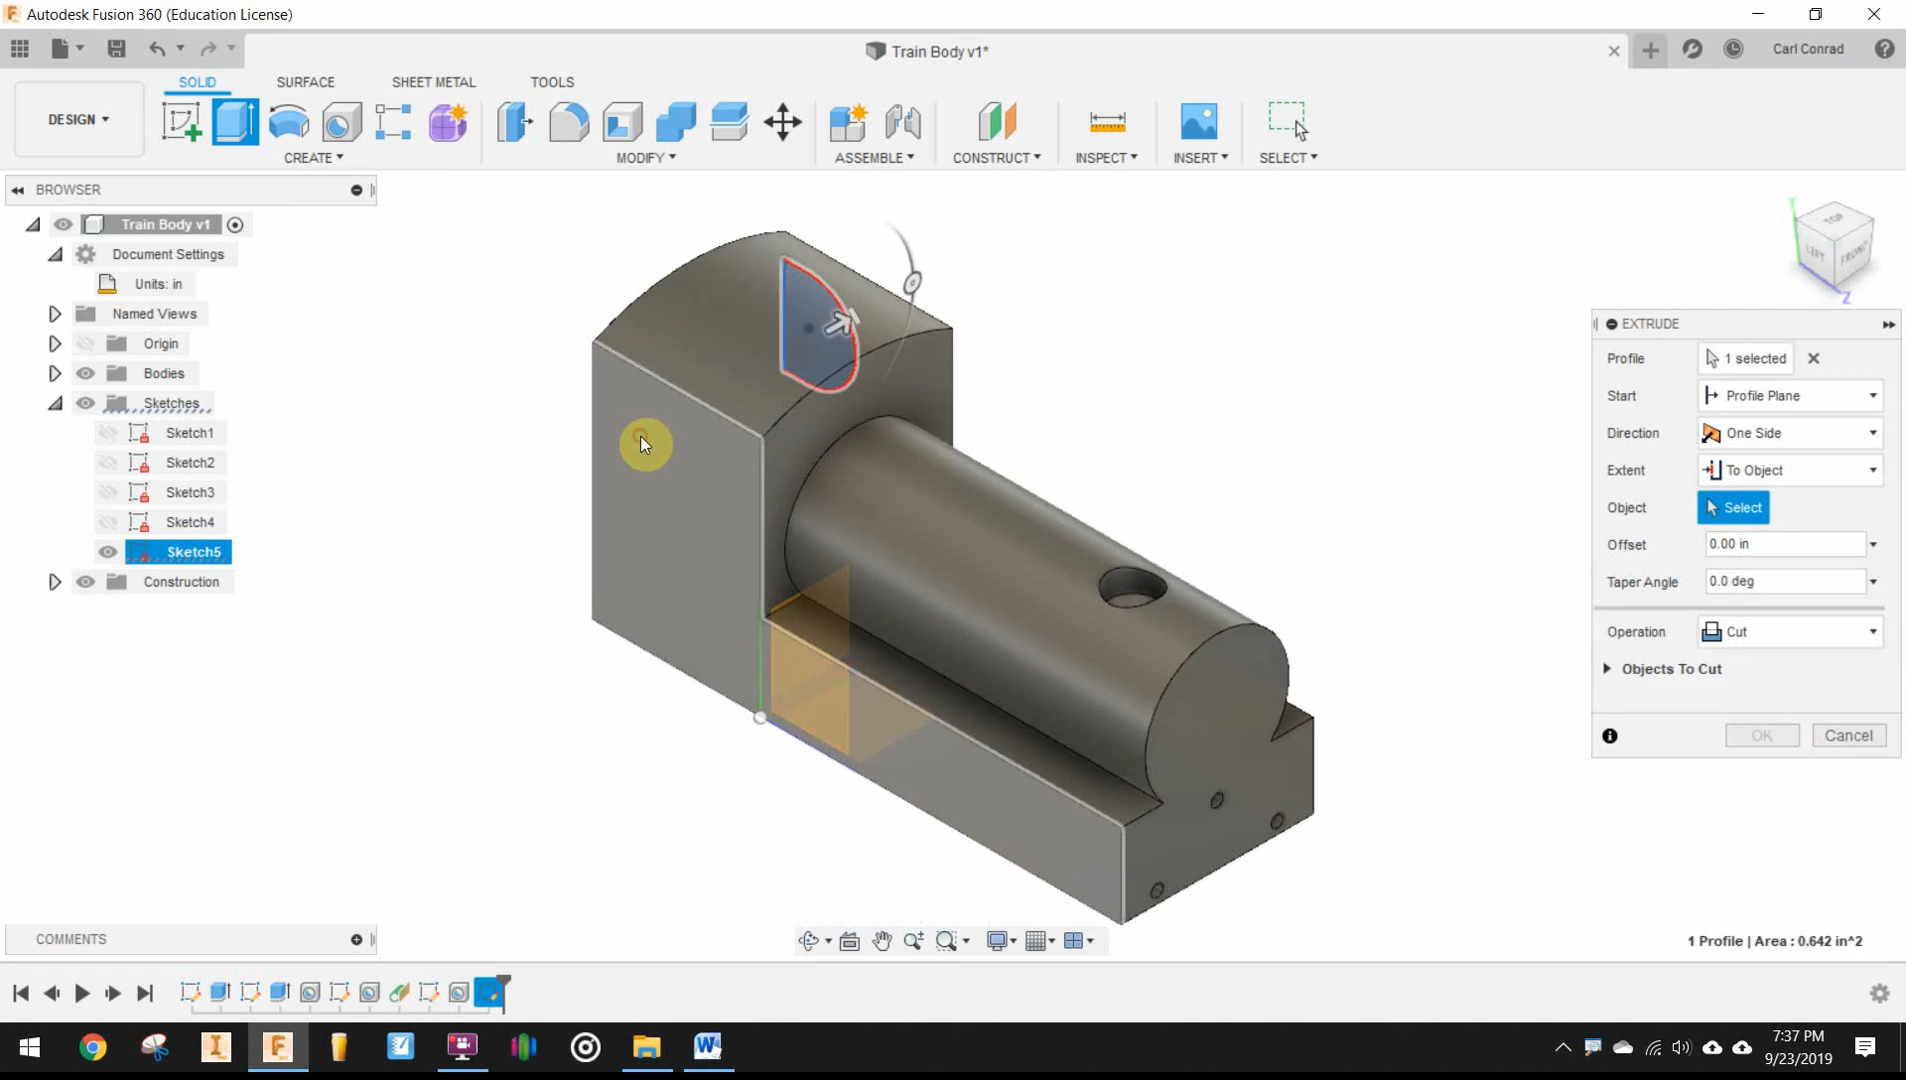 Autodesk Fusion 360 (Education License)
Train Body v1*
Carl Conrad
SOLID SURFACE SHEET METAL TOOLS
DESIGN
CREATE MODIFY ASSEMBLE CONSTRUCT INSPECT INSERT SELECT
BROWSER
Train Body v1
Document Settings
Units: in
Named Views
Origin
Bodies
Sketches
Sketch1
Sketch2
Sketch3
Sketch4
Sketch5
Construction
TOP
LEFT
FRONT
Y
Z
EXTRUDE
Profile 1 selected
Start Profile Plane
Direction One Side
Extent To Object
Object Select
Offset 0.00 in
Taper Angle 0.0 deg
Operation Cut
Objects To Cut
OK Cancel
COMMENTS
1 Profile | Area : 0.642 in^2
7:37 PM
9/23/2019